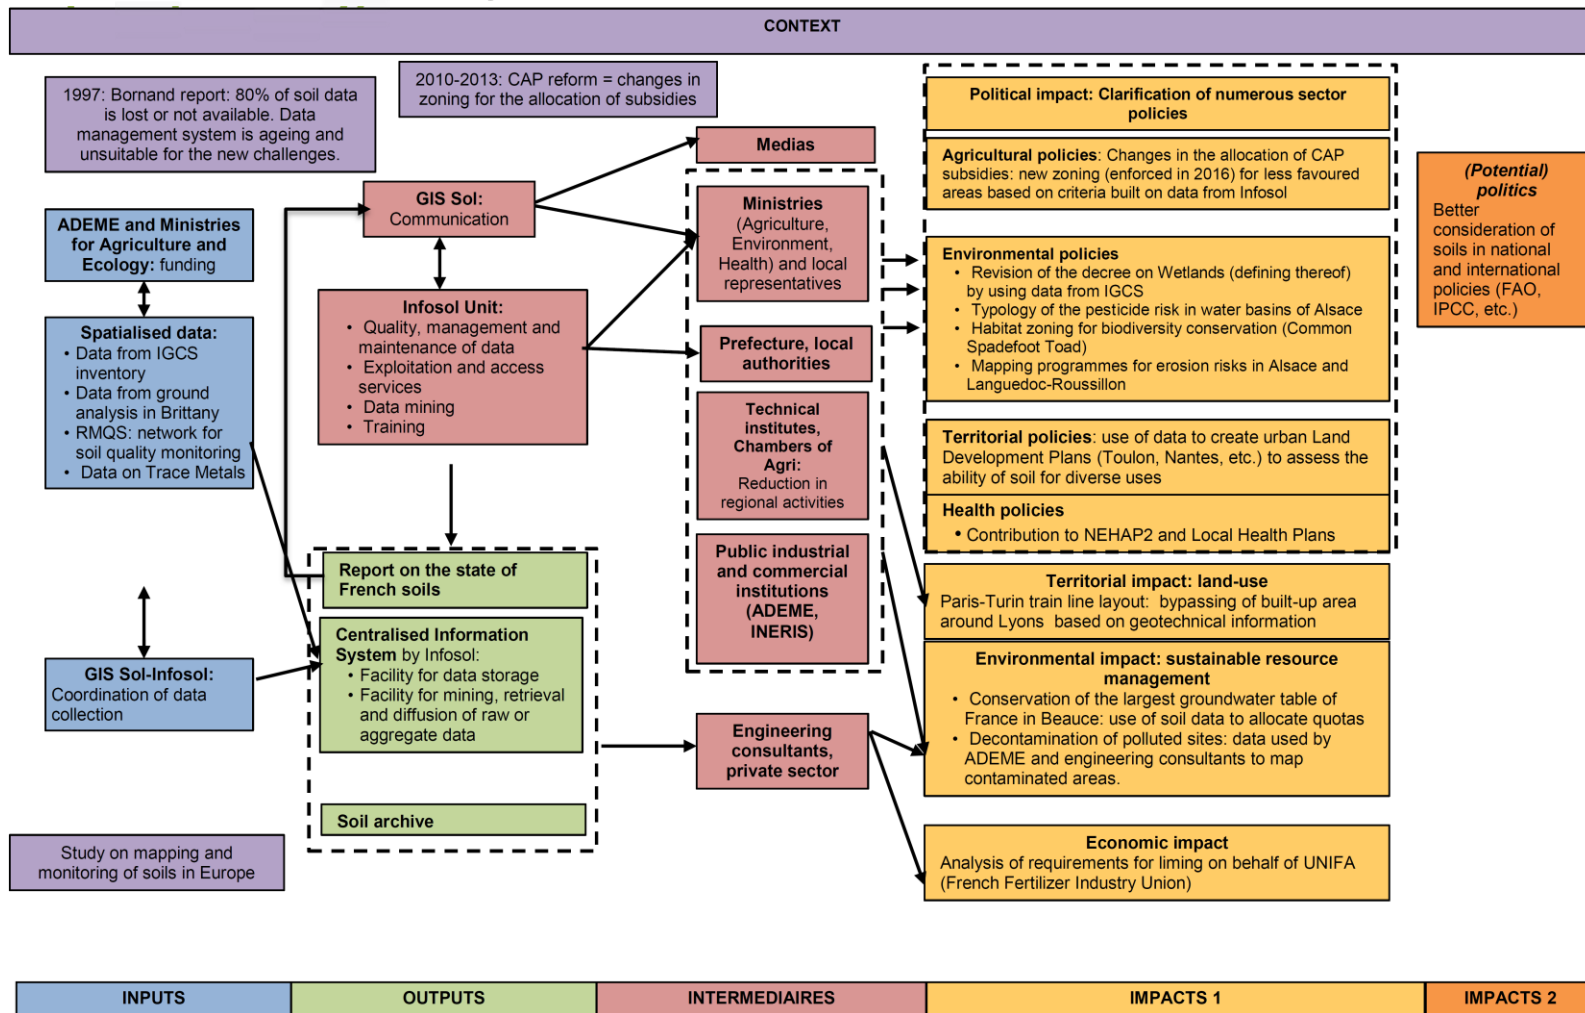 CONTEXT
1997: Bornand report: 80% of soil data
is lost or not available. Data
management system is ageing and
unsuitable for the new challenges.
2010-2013: CAP reform = changes in
zoning for the allocation of subsidies
ADEME and Ministries
for Agriculture and
Ecology: funding
Spatialised data:
• Data from IGCS
inventory
• Data from ground
analysis in Brittany
• RMQS: network for
soil quality monitoring
• Data on Trace Metals
GIS Sol-Infosol:
Coordination of data
collection
Study on mapping and
monitoring of soils in Europe
GIS Sol:
Communication
Infosol Unit:
• Quality, management and
maintenance of data
• Exploitation and access
services
• Data mining
• Training
Report on the state of
French soils
Centralised Information
System by Infosol:
• Facility for data storage
• Facility for mining, retrieval
and diffusion of raw or
aggregate data
Soil archive
Medias
Ministries
(Agriculture,
Environment,
Health) and local
representatives
Prefecture, local
authorities
Technical
institutes,
Chambers of
Agri:
Reduction in
regional activities
Public industrial
and commercial
institutions
(ADEME,
INERIS)
Engineering
consultants,
private sector
Political impact: Clarification of numerous sector
policies
Agricultural policies: Changes in the allocation of CAP
subsidies: new zoning (enforced in 2016) for less favoured
areas based on criteria built on data from Infosol
Environmental policies
• Revision of the decree on Wetlands (defining thereof)
by using data from IGCS
• Typology of the pesticide risk in water basins of Alsace
• Habitat zoning for biodiversity conservation (Common
Spadefoot Toad)
• Mapping programmes for erosion risks in Alsace and
Languedoc-Roussillon
Territorial policies: use of data to create urban Land
Development Plans (Toulon, Nantes, etc.) to assess the
ability of soil for diverse uses
Health policies
• Contribution to NEHAP2 and Local Health Plans
Territorial impact: land-use
Paris-Turin train line layout: bypassing of built-up area
around Lyons based on geotechnical information
Environmental impact: sustainable resource
management
• Conservation of the largest groundwater table of
France in Beauce: use of soil data to allocate quotas
• Decontamination of polluted sites: data used by
ADEME and engineering consultants to map
contaminated areas.
Economic impact
Analysis of requirements for liming on behalf of UNIFA
(French Fertilizer Industry Union)
(Potential)
politics
Better
consideration of
soils in national
and international
policies (FAO,
IPCC, etc.)
INPUTS
OUTPUTS
INTERMEDIAIRES
IMPACTS 1
IMPACTS 2